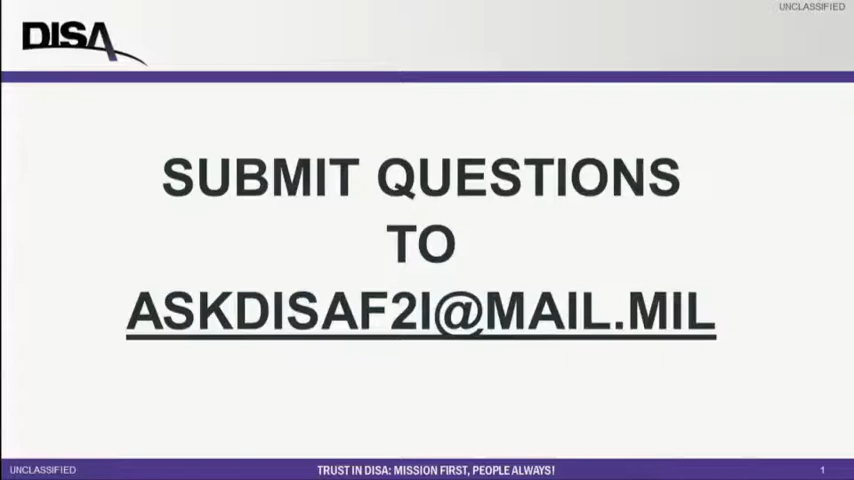 UNCLASSIFIED
DISA
SUBMIT QUESTIONS
TO
ASKDISAF2I@MAIL.MIL
UNCLASSIFIED
TRUST IN DISA: MISSION FIRST, PEOPLE ALWAYS!
1